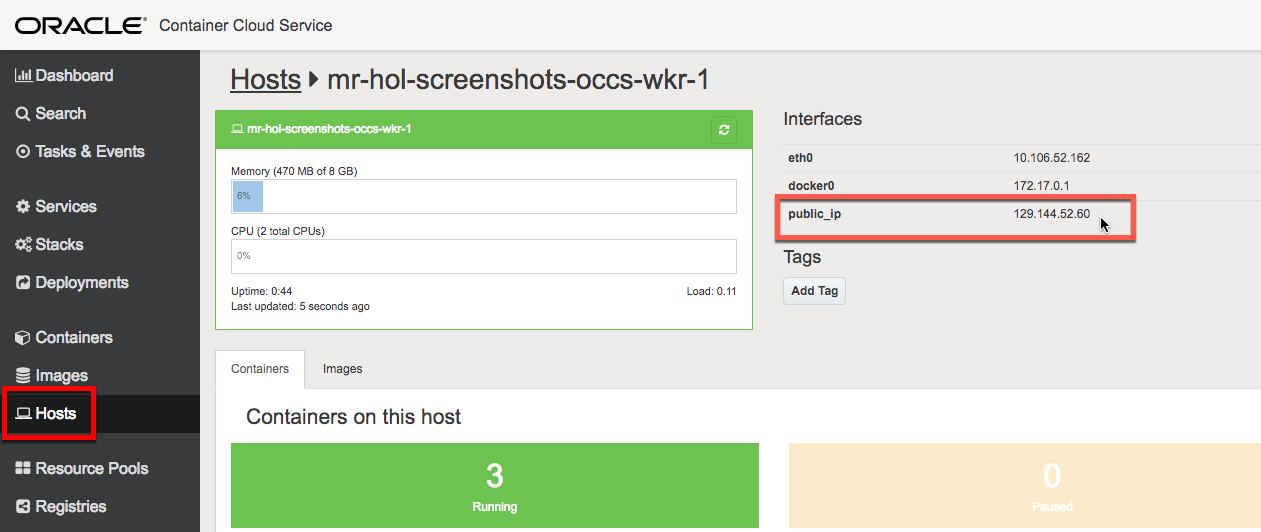 ORACLE® Container Cloud Service
Dashboard
Search
Tasks & Events
Services
Stacks
Deployments
Containers
Images
Hosts
Resource Pools
Registries
Hosts mr-hol-screenshots-occs-wkr-1
mr-hol-screenshots-occs-wkr-1
Memory (470 MB of 8 GB)
6%
CPU (2 total CPUs)
0%
Uptime: 0:44 Load: 0.11
Last updated: 5 seconds ago
Interfaces
eth0 10.106.52.162
docker0 172.17.0.1
public_ip 129.144.52.60
Tags
Add Tag
Containers Images
Containers on this host
3
Running
0
Paused